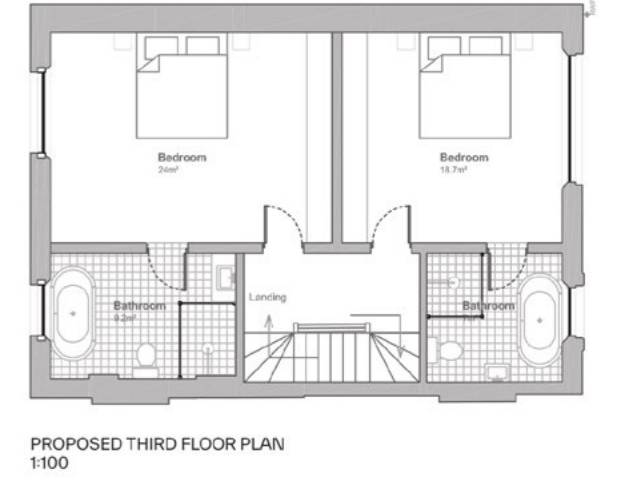 Bedroom
24m²
Bedroom
18.7m²
Landing
Bathroom
9.2m²
Bathroom
PROPOSED THIRD FLOOR PLAN
1:100